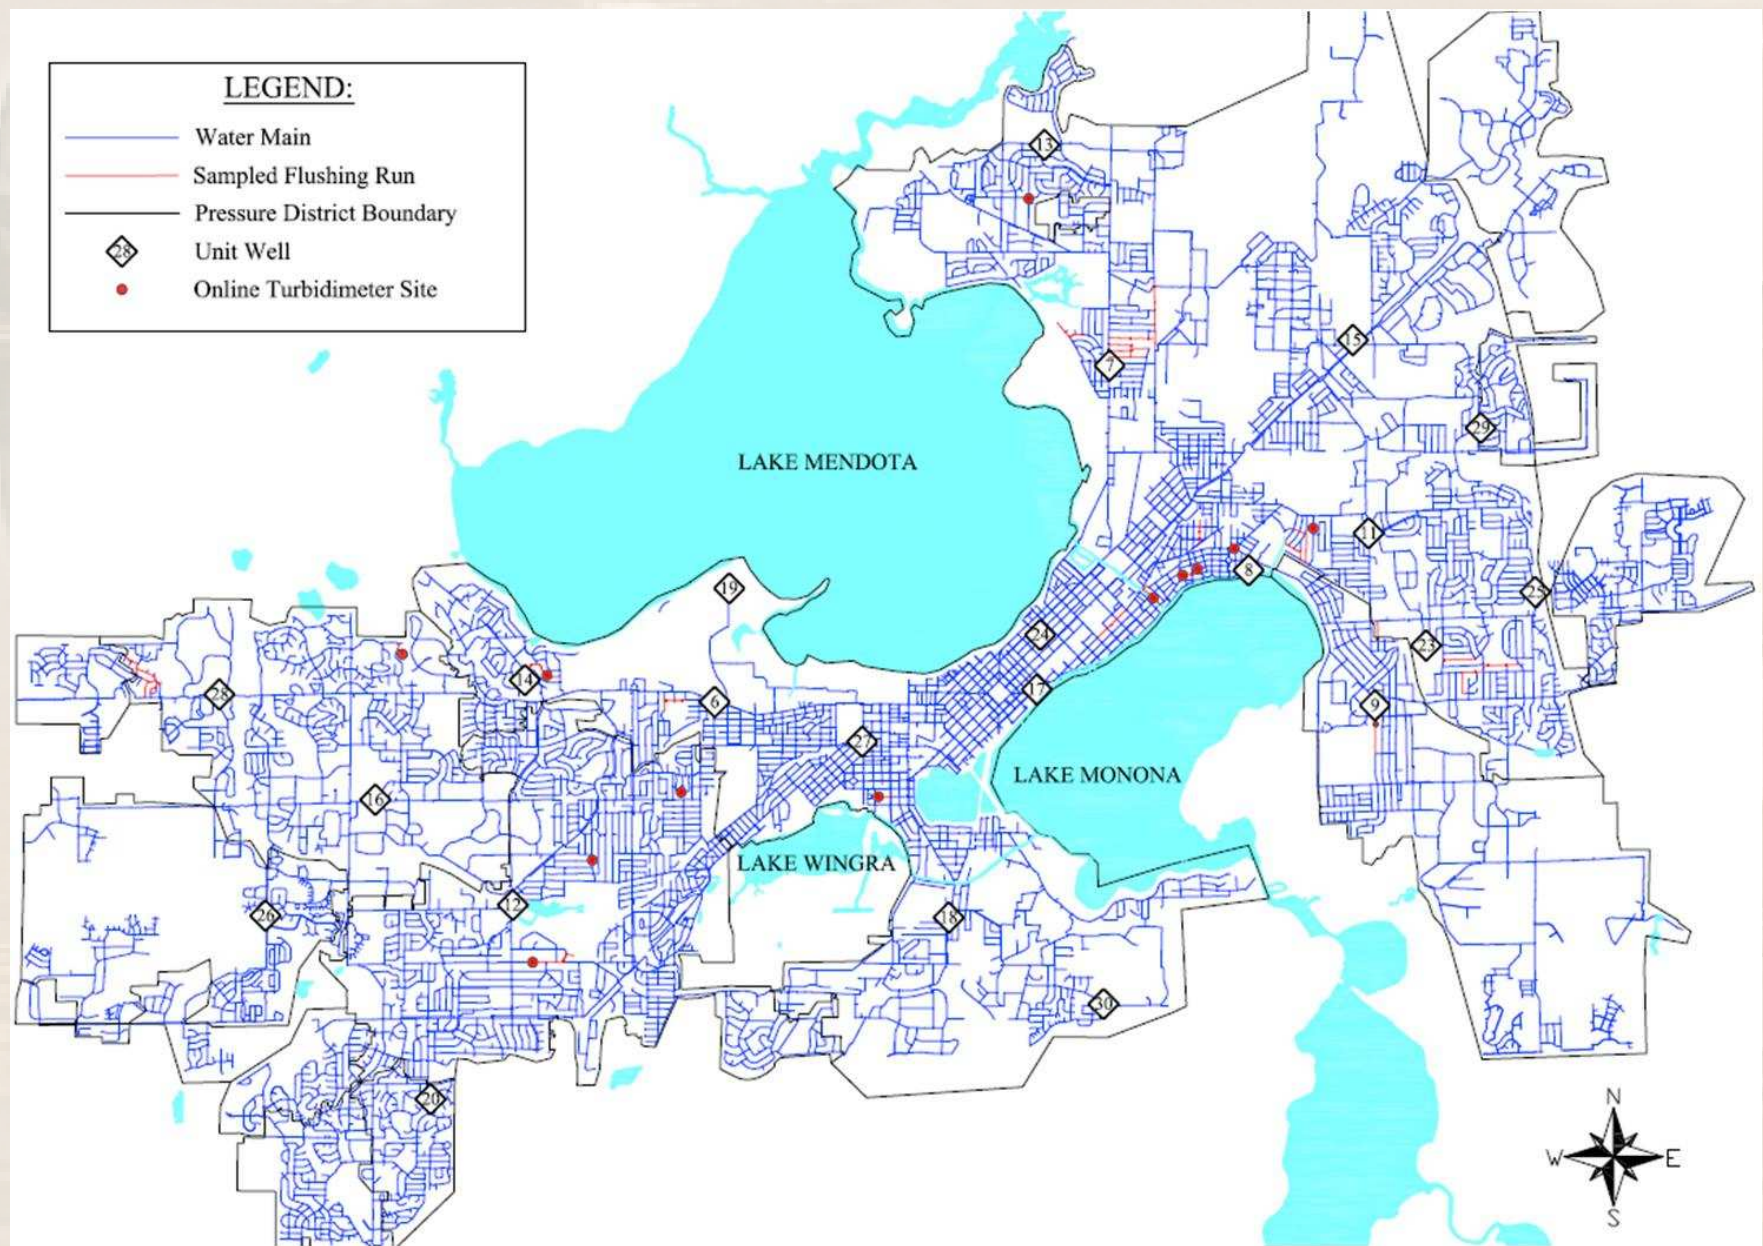 LEGEND:
Water Main
Sampled Flushing Run
Pressure District Boundary
28 Unit Well
Online Turbidimeter Site
13
15
7
29
LAKE MENDOTA
11
8
19
25
24
23
14
28
6
17
9
27
LAKE MONONA
16
LAKE WINGRA
12
26
18
30
20
N
W E
S